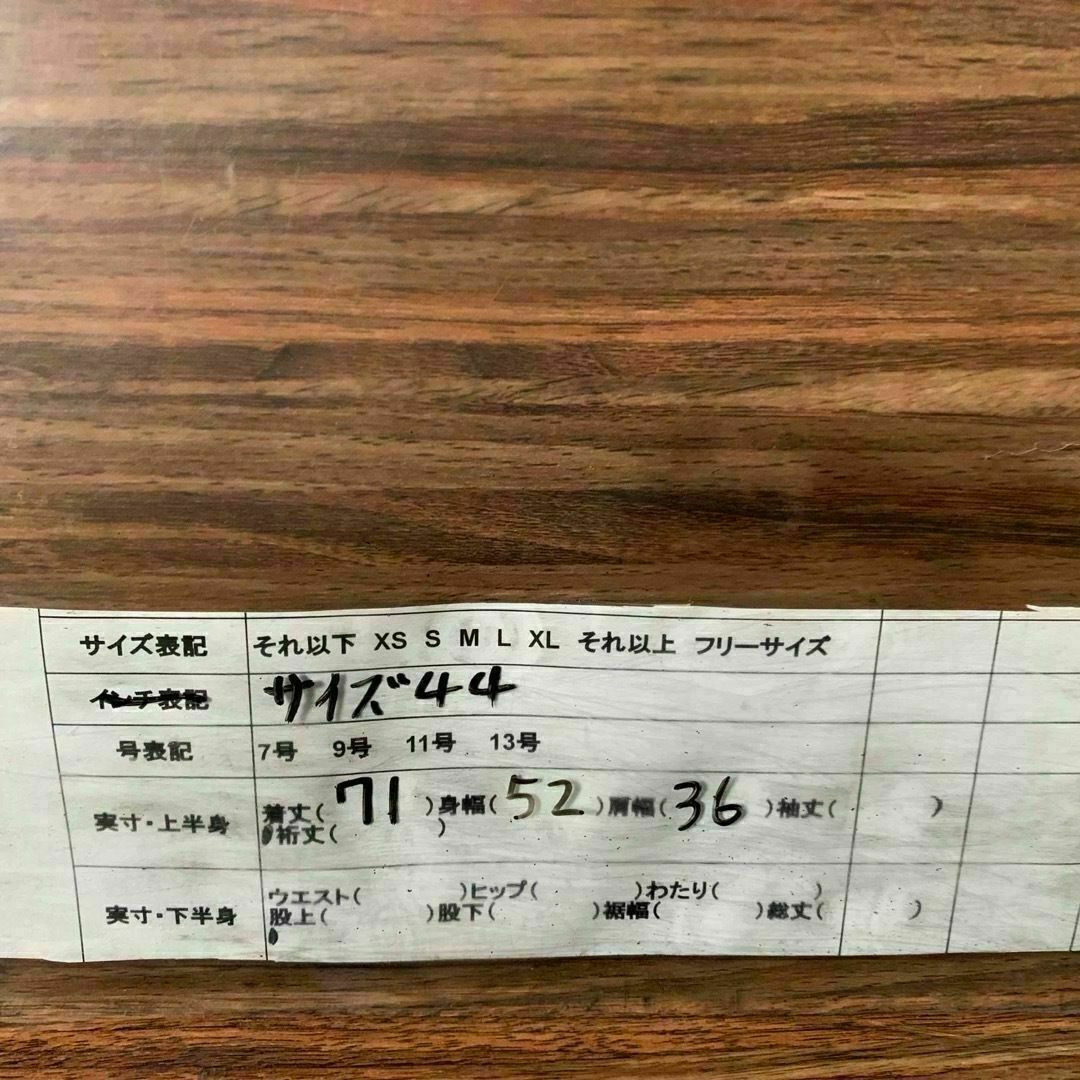 サイズ表記 それ以下 XS S M L XL それ以上 フリーサイズ
インチ表記 サイズ44
号表記 7号 9号 11号 13号
実寸・上半身 着丈(71)身幅(52)肩幅(36)袖丈( )
裄丈( )
実寸・下半身 ウエスト( )ヒップ( )わたり( )
股上( )股下( )裾幅( )総丈( )